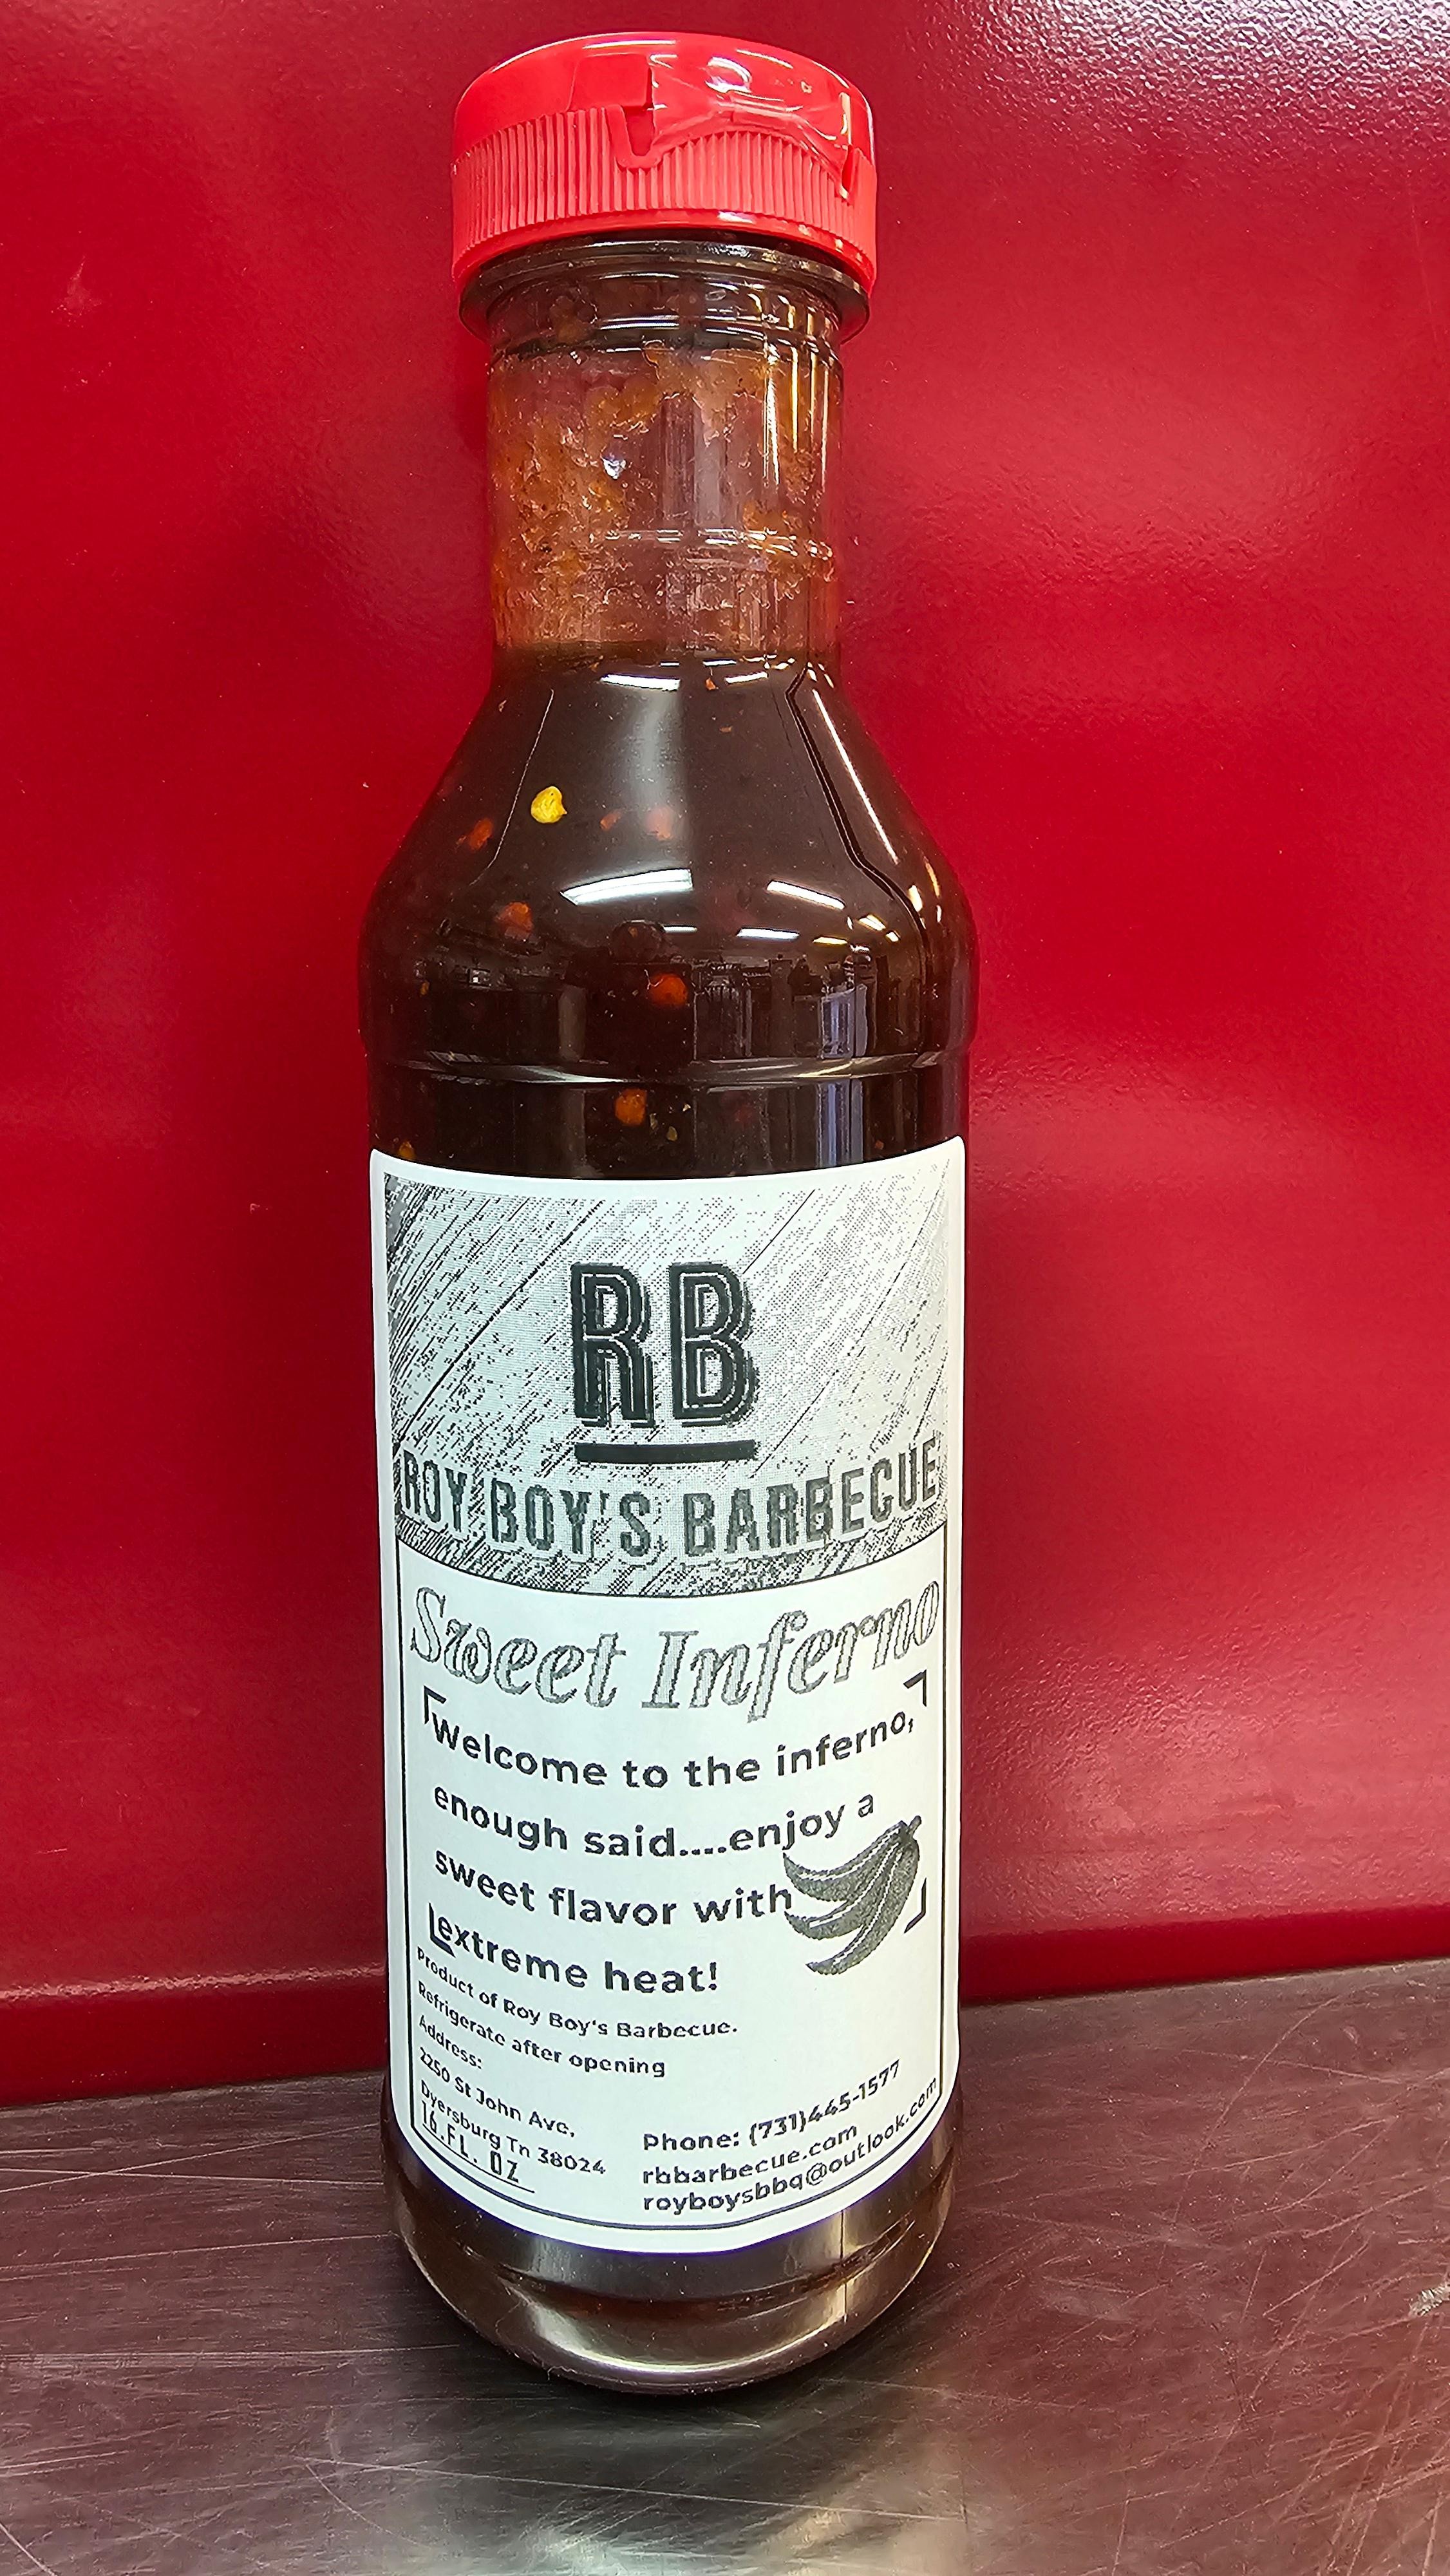 RB
ROY BOY'S BARBECUE
Sweet Inferno
Welcome to the inferno,
enough said....enjoy a
sweet flavor with
extreme heat!
Product of Roy Boy's Barbecue.
Refrigerate after opening
Address:
2250 St John Ave,
Dyersburg Tn 38024
16.FL. OZ
Phone: (731)445-1577
rbbarbecue.com
royboysbbq@outlook.com